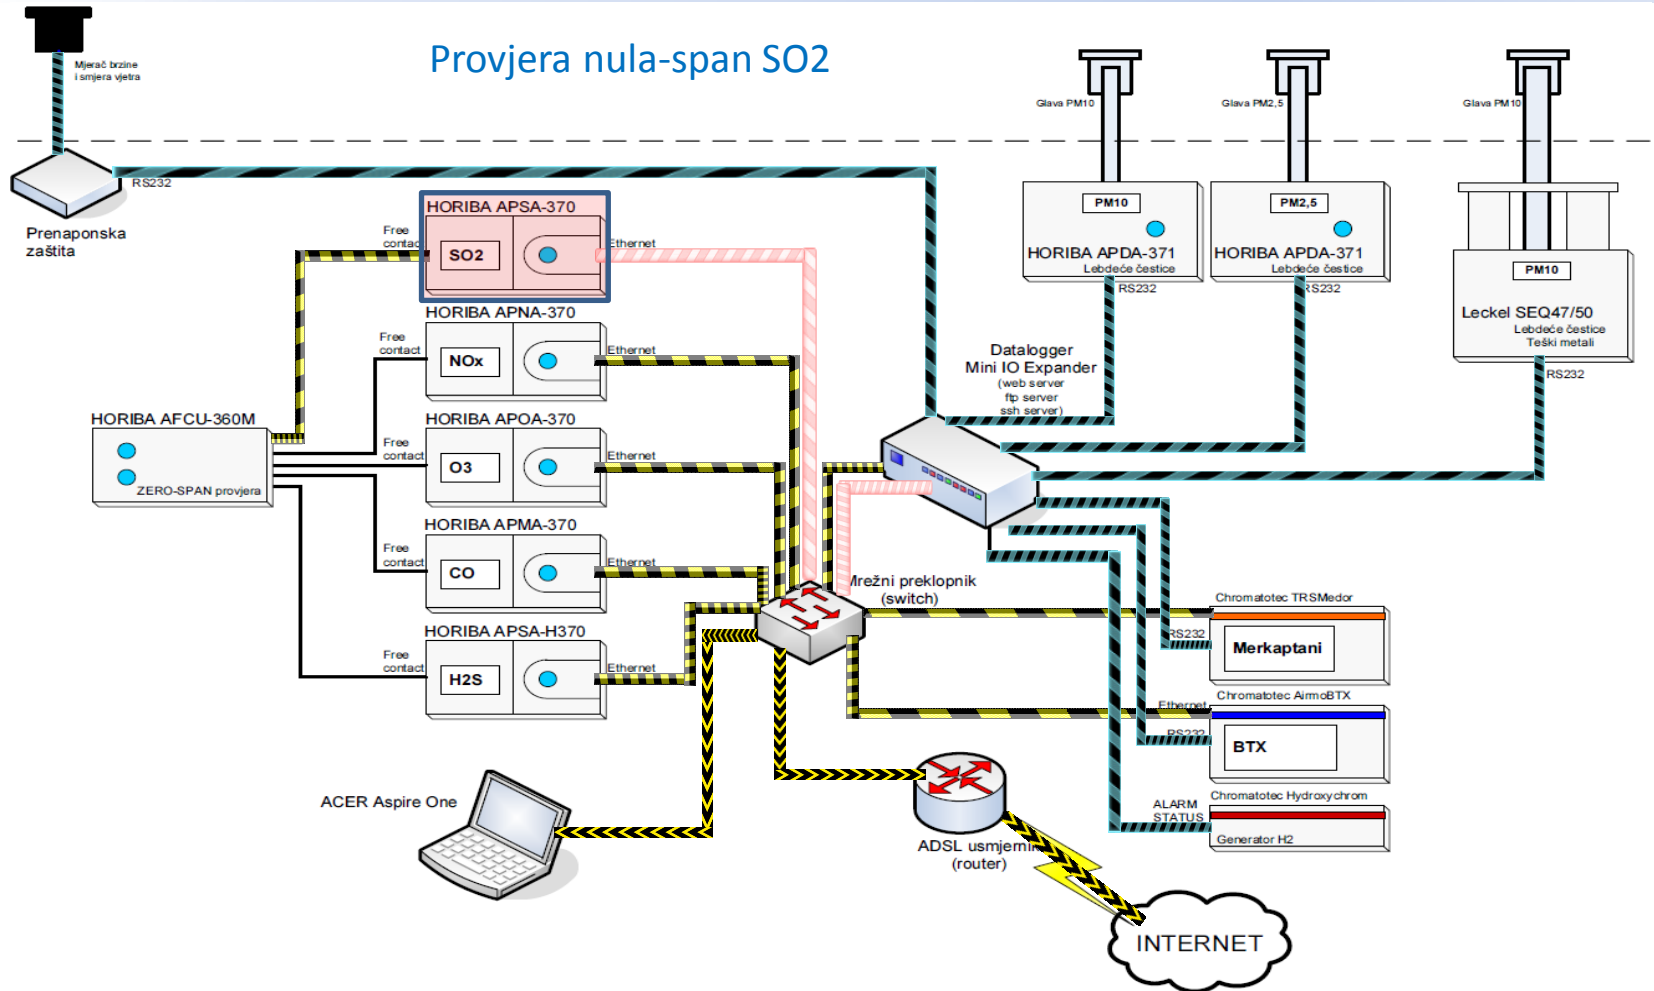 Provjera nula-span SO2
Mjerač brzine
i smjera vjetra
Glava PM10
Glava PM2,5
Glava PM10
RS232
Prenaponska
zaštita
PM10
HORIBA APDA-371
Lebdeće čestice
RS232
PM2,5
HORIBA APDA-371
Lebdeće čestice
RS232
PM10
Leckel SEQ47/50
Lebdeće čestice
Teški metali
RS232
HORIBA APSA-370
Free
contact
SO2
Ethernet
HORIBA APNA-370
Free
contact
NOx
Ethernet
HORIBA APOA-370
Free
contact
O3
Ethernet
HORIBA APMA-370
Free
contact
CO
Ethernet
HORIBA APSA-H370
Free
contact
H2S
Ethernet
HORIBA AFCU-360M
ZERO-SPAN provjera
Datalogger
Mini IO Expander
(web server
ftp server
ssh server)
Mrežni preklopnik
(switch)
Chromatotec TRSMedor
RS232
Merkaptani
Chromatotec AirmoBTX
Ethernet
RS232
BTX
Chromatotec Hydroxychrom
ALARM
STATUS
Generator H2
ACER Aspire One
ADSL usmjernik
(router)
INTERNET